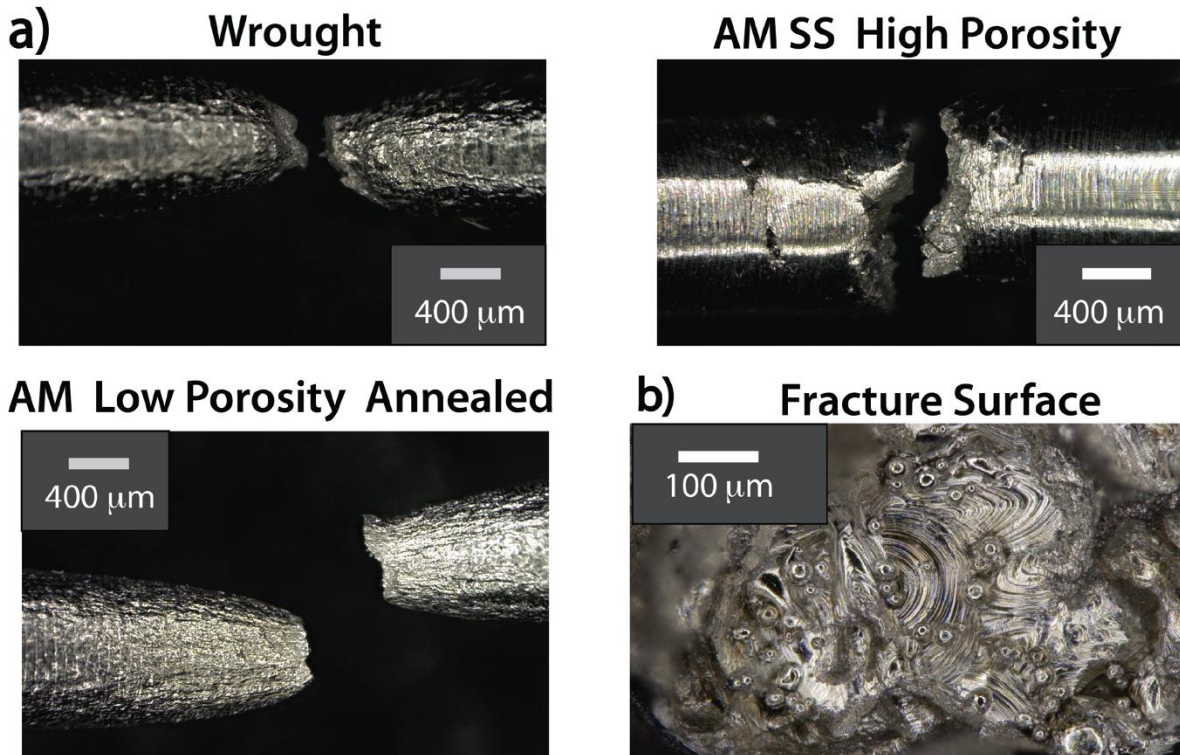 a)
Wrought
400 μm
AM SS High Porosity
400 μm
AM Low Porosity Annealed
400 μm
b)
Fracture Surface
100 μm